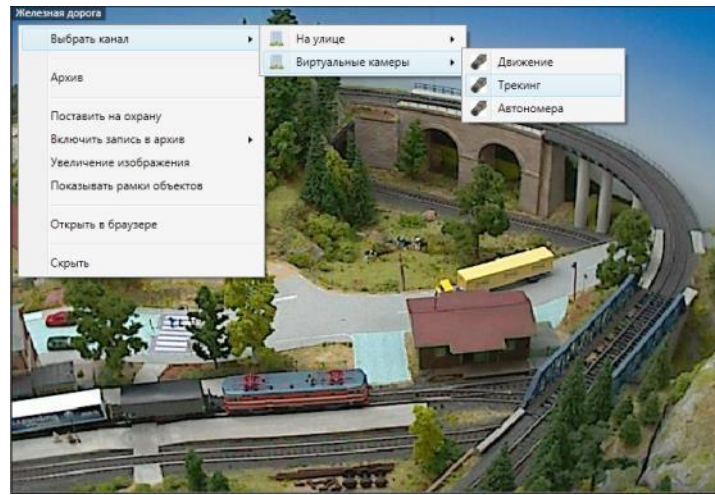 Железная дорога
Выбрать канал
На улице
Виртуальные камеры
Движение
Трекинг
Автономера
Архив
Поставить на охрану
Включить запись в архив
Увеличение изображения
Показывать рамки объектов
Открыть в браузере
Скрыть